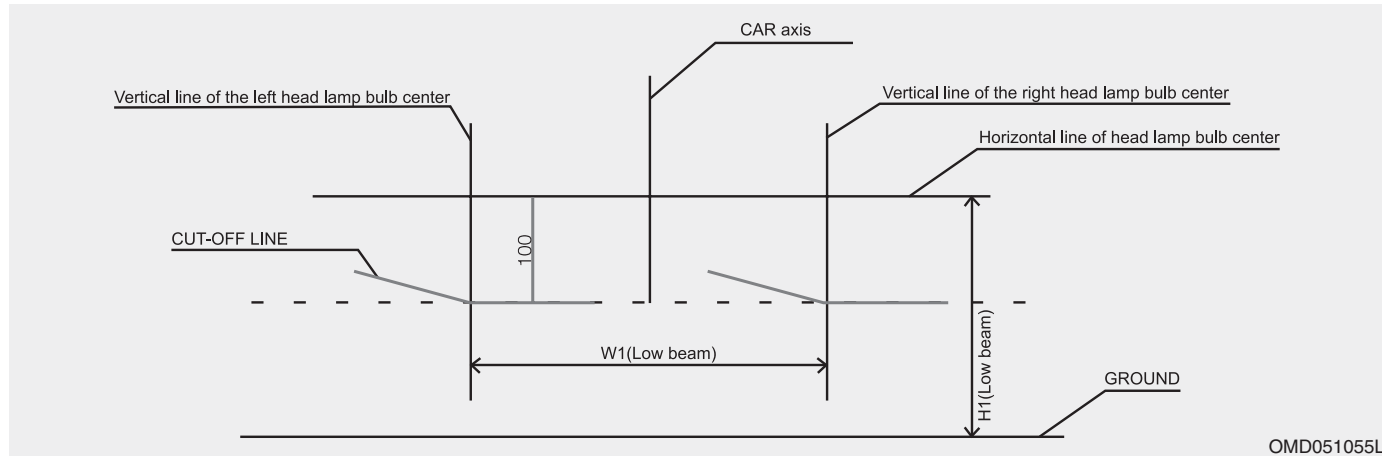 CAR axis
Vertical line of the left head lamp bulb center
Vertical line of the right head lamp bulb center
Horizontal line of head lamp bulb center
CUT-OFF LINE
100
W1(Low beam)
H1(Low beam)
GROUND
OMD051055L